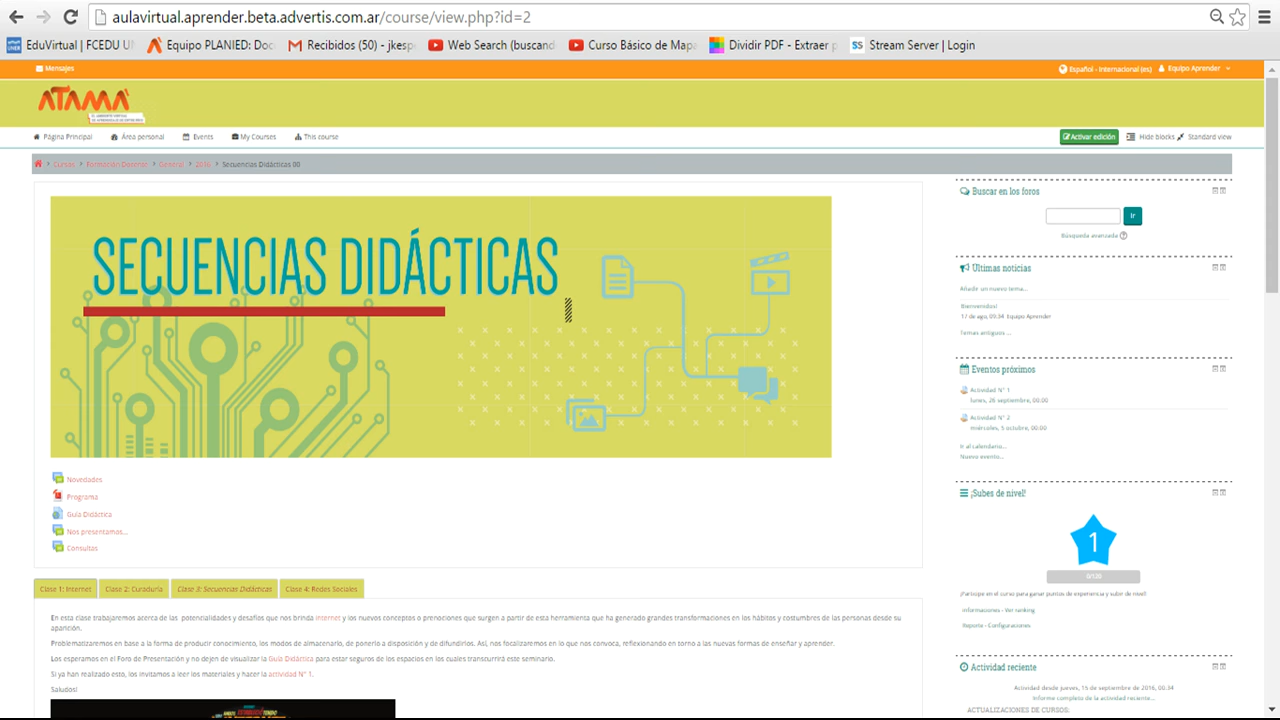 aulavirtual.aprender.beta.advertis.com.ar/course/view.php?id=2
EduVirtual | FCEDU UN
Equipo PLANIED: Doc
Recibidos (50) - jkesp
Web Search (buscand
Curso Básico de Mapa
Dividir PDF - Extraer p
SS Stream Server | Login
Mensajes
Español - Internacional (es)
Equipo Aprender
ATAMÁ
Página Principal
Área personal
Events
My Courses
This course
Activar edición
Hide blocks
Standard view
Cursos
Formación Docente
General
2016
Secuencias Didácticas 00
SECUENCIAS DIDÁCTICAS
Novedades
Programa
Guía Didáctica
Nos presentamos...
Consultas
Clase 1: Internet
Clase 2: Curaduría
Clase 3: Secuencias Didácticas
Clase 4: Redes Sociales
En esta clase trabajaremos acerca de las potencialidades y desafíos que nos brinda internet y los nuevos conceptos o prenociones que surgen a partir de esta herramienta que ha generado grandes transformaciones en los hábitos y costumbres de las personas desde su
aparición.
Problematizaremos en base a la forma de producir conocimiento, los modos de almacenarlo, de ponerlo a disposición y de difundirlos. Así, nos focalizaremos en lo que nos convoca, reflexionando en torno a las nuevas formas de enseñar y aprender.
Los esperamos en el Foro de Presentación y no dejen de visualizar la Guía Didáctica para estar seguros de los espacios en los cuales transcurrirá este seminario.
Si ya han realizado esto, los invitamos a leer los materiales y hacer la actividad N° 1.
Saludos!
Buscar en los foros
Ir
Búsqueda avanzada
Últimas noticias
Añadir un nuevo tema...
Bienvenidos!
17 de ago, 09:34 Equipo Aprender
Temas antiguos ...
Eventos próximos
Actividad N° 1
lunes, 26 septiembre, 00:00
Actividad N° 2
miércoles, 5 octubre, 00:00
Ir al calendario...
Nuevo evento...
¡Subes de nivel!
1
0/120
¡Participe en el curso para ganar puntos de experiencia y subir de nivel!
Informaciones - Ver ranking
Reporte - Configuraciones
Actividad reciente
Actividad desde jueves, 15 de septiembre de 2016, 00:34
Informe completo de la actividad reciente...
ACTUALIZACIONES DE CURSOS: